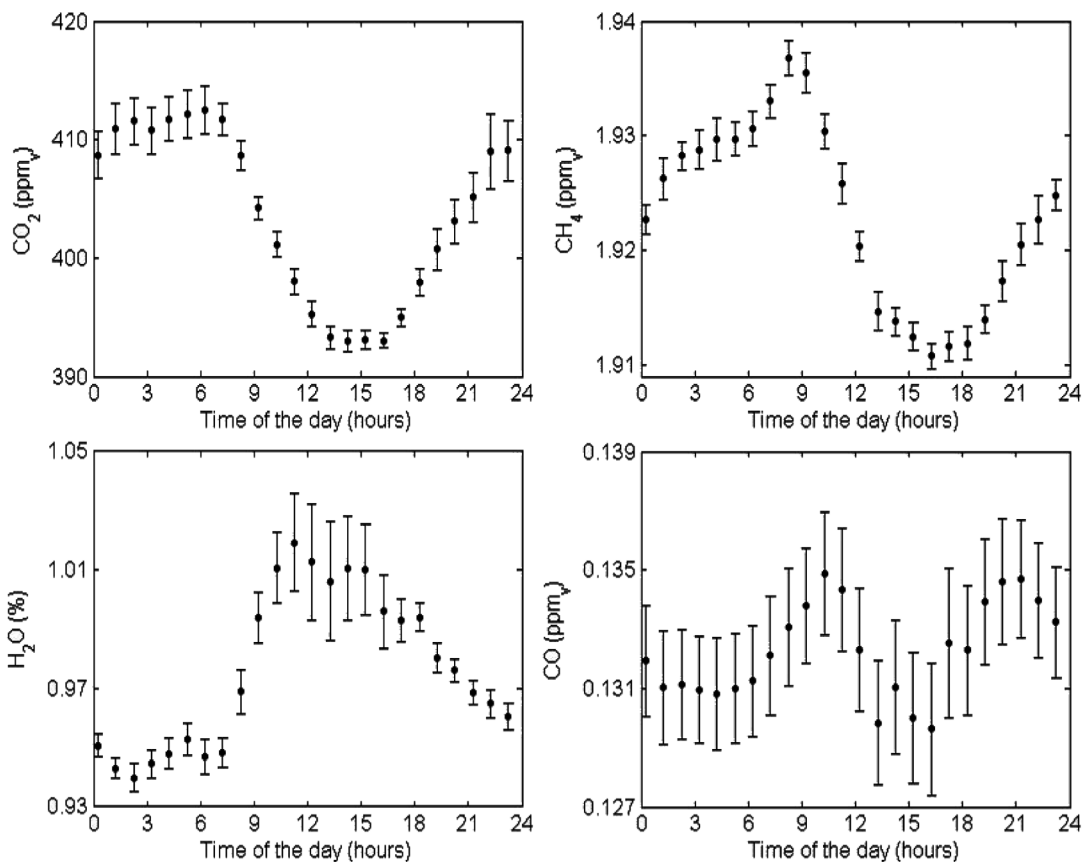 420
410
400
390
CO2 (ppmv)
0 3 6 9 12 15 18 21 24
Time of the day (hours)
1.94
1.93
1.92
1.91
CH4 (ppmv)
0 3 6 9 12 15 18 21 24
Time of the day (hours)
1.05
1.01
0.97
0.93
H2O (%)
0 3 6 9 12 15 18 21 24
Time of the day (hours)
0.139
0.135
0.131
0.127
CO (ppmv)
0 3 6 9 12 15 18 21 24
Time of the day (hours)